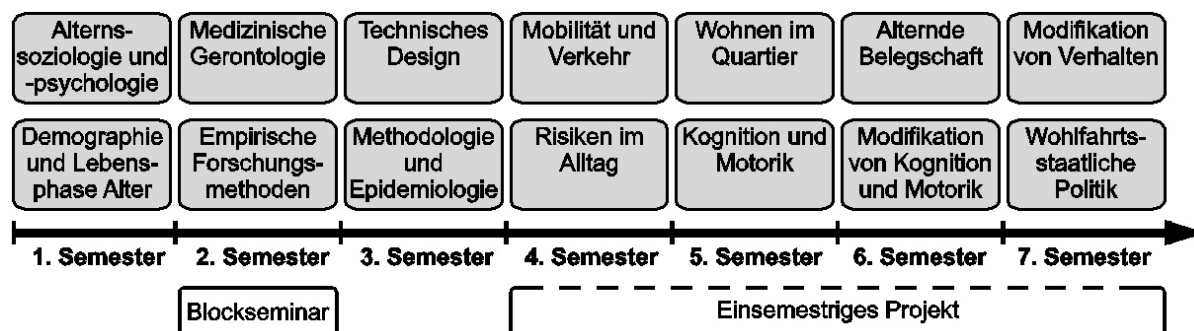 Alterns-
soziologie und
-psychologie
Medizinische
Gerontologie
Technisches
Design
Mobilität und
Verkehr
Wohnen im
Quartier
Alternde
Belegschaft
Modifikation
von Verhalten
Demographie
und Lebens-
phase Alter
Empirische
Forschungs-
methoden
Methodologie
und
Epidemiologie
Risiken im
Alltag
Kognition und
Motorik
Modifikation
von Kognition
und Motorik
Wohlfahrts-
staatliche
Politik
1. Semester
2. Semester
3. Semester
4. Semester
5. Semester
6. Semester
7. Semester
Blockseminar
Einsemestriges Projekt